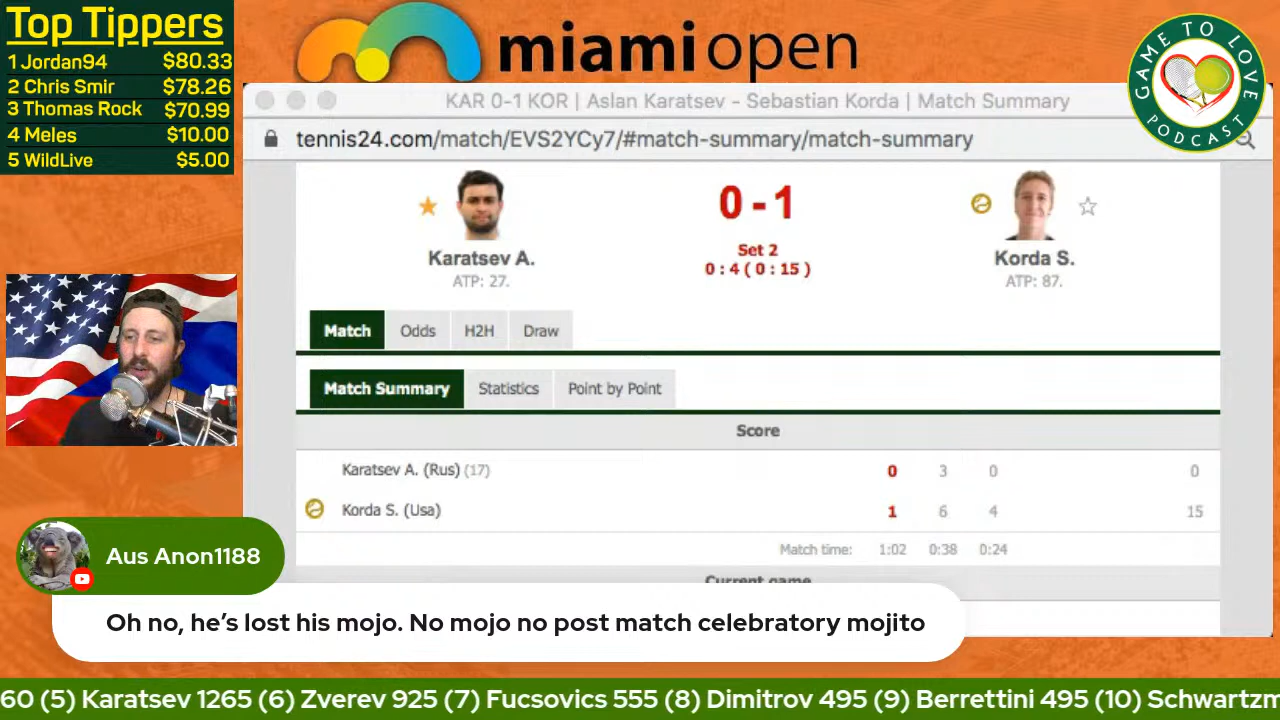 Top Tippers
1 Jordan94 $80.33
2 Chris Smir $78.26
3 Thomas Rock $70.99
4 Meles $10.00
5 WildLive $5.00
miami open
GAME TO LOVE
PODCAST
KAR 0-1 KOR | Aslan Karatsev - Sebastian Korda | Match Summary
tennis24.com/match/EVS2YCy7/#match-summary/match-summary
0 - 1
Set 2
0 : 4 ( 0 : 15 )
Karatsev A.
ATP: 27.
Korda S.
ATP: 87.
Match Odds H2H Draw
Match Summary Statistics Point by Point
Score
Karatsev A. (Rus) (17) 0 3 0 0
Korda S. (Usa) 1 6 4 15
Match time: 1:02 0:38 0:24
Current game
Aus Anon1188
Oh no, he’s lost his mojo. No mojo no post match celebratory mojito
60 (5) Karatsev 1265 (6) Zverev 925 (7) Fucsovics 555 (8) Dimitrov 495 (9) Berrettini 495 (10) Schwartzm